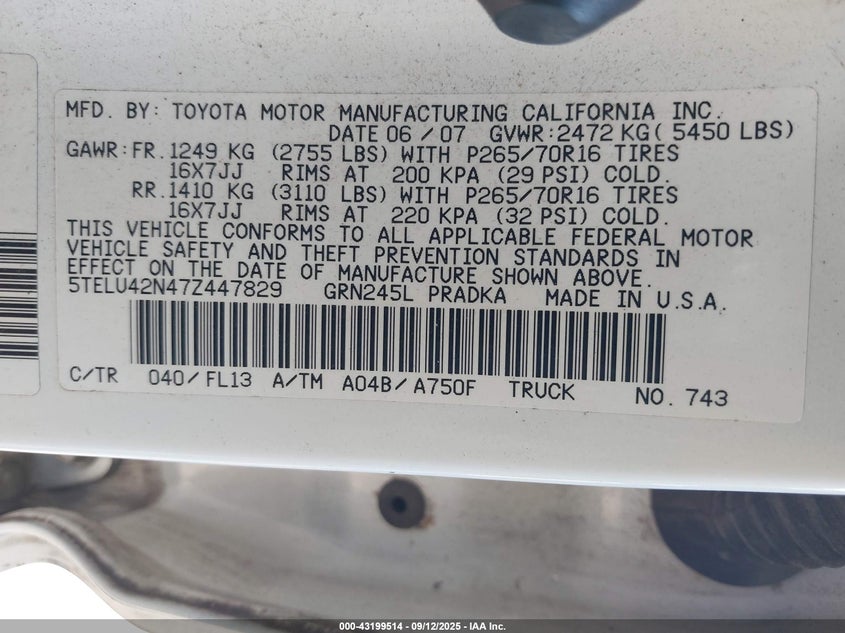 MFD. BY: TOYOTA MOTOR MANUFACTURING CALIFORNIA INC.
DATE 06/07 GVWR:2472 KG( 5450 LBS)
GAWR:FR.1249 KG (2755 LBS) WITH P265/70R16 TIRES
16X7JJ RIMS AT 200 KPA (29 PSI) COLD.
RR.1410 KG (3110 LBS) WITH P265/70R16 TIRES
16X7JJ RIMS AT 220 KPA (32 PSI) COLD.
THIS VEHICLE CONFORMS TO ALL APPLICABLE FEDERAL MOTOR
VEHICLE SAFETY AND THEFT PREVENTION STANDARDS IN
EFFECT ON THE DATE OF MANUFACTURE SHOWN ABOVE.
5TELU42N47Z447829 GRN245L PRADKA MADE IN U.S.A.
C/TR 040/FL13 A/TM A04B/A750F TRUCK NO. 743
000-43199514 - 09/12/2025 - IAA Inc.